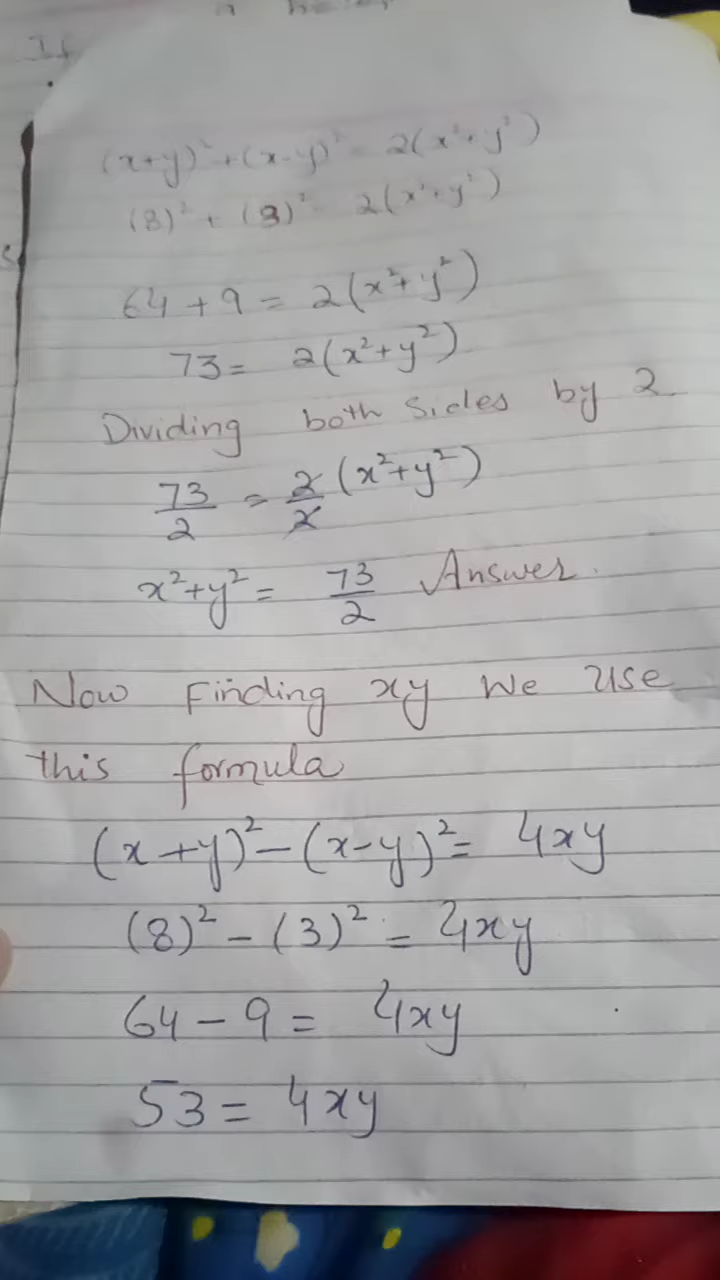 (x+y)² + (x-y)² = 2(x²+y²)
(8)² + (3)² = 2(x²+y²)
64 + 9 = 2(x²+y²)
73 = 2(x²+y²)
Dividing both sides by 2
73/2 = 2/2 (x²+y²)
x²+y² = 73/2 Answer.
Now Finding xy We use
this formula
(x+y)² - (x-y)² = 4xy
(8)² - (3)² = 4xy
64 - 9 = 4xy
53 = 4xy